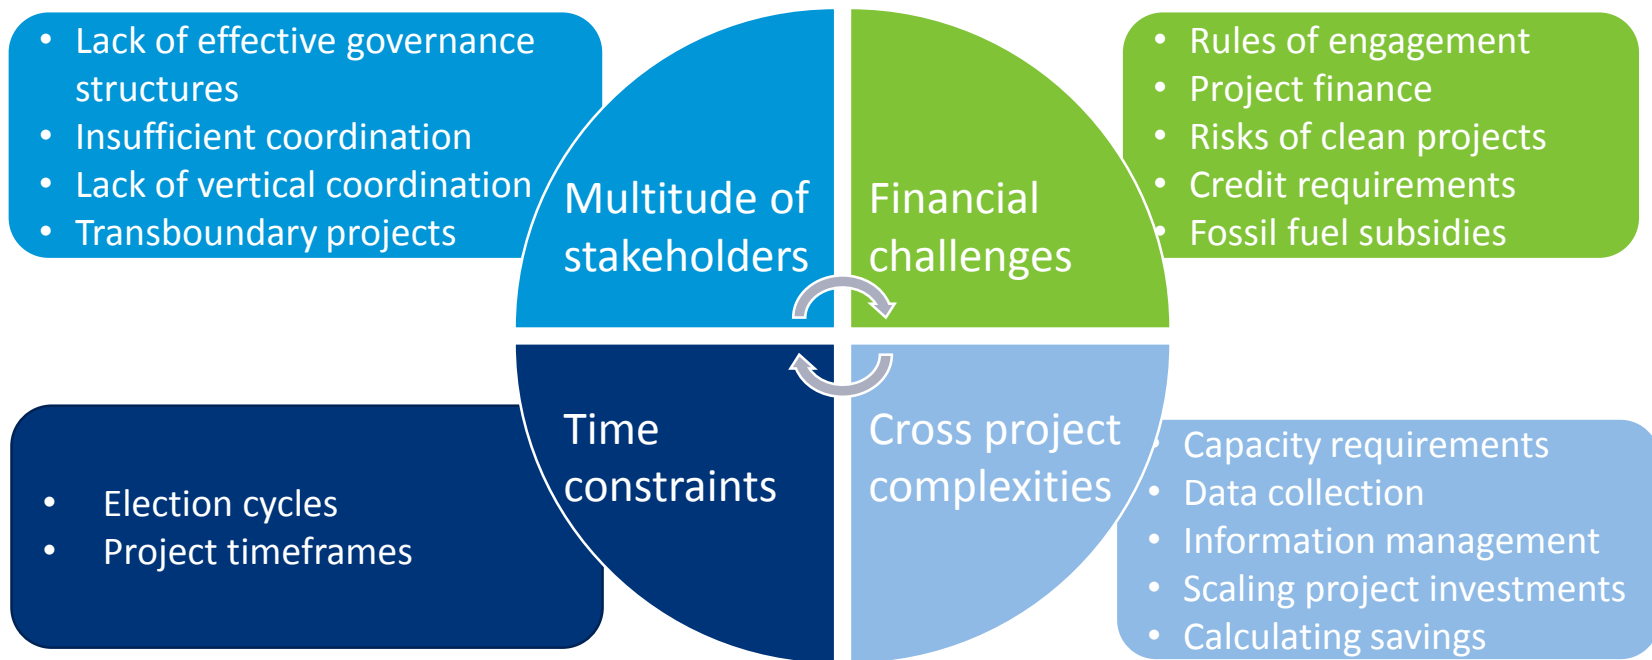 • Lack of effective governance
structures
• Insufficient coordination
• Lack of vertical coordination
• Transboundary projects
Multitude of
stakeholders
Financial
challenges
• Rules of engagement
• Project finance
• Risks of clean projects
• Credit requirements
• Fossil fuel subsidies
• Election cycles
• Project timeframes
Time
constraints
Cross project
complexities
• Capacity requirements
• Data collection
• Information management
• Scaling project investments
• Calculating savings